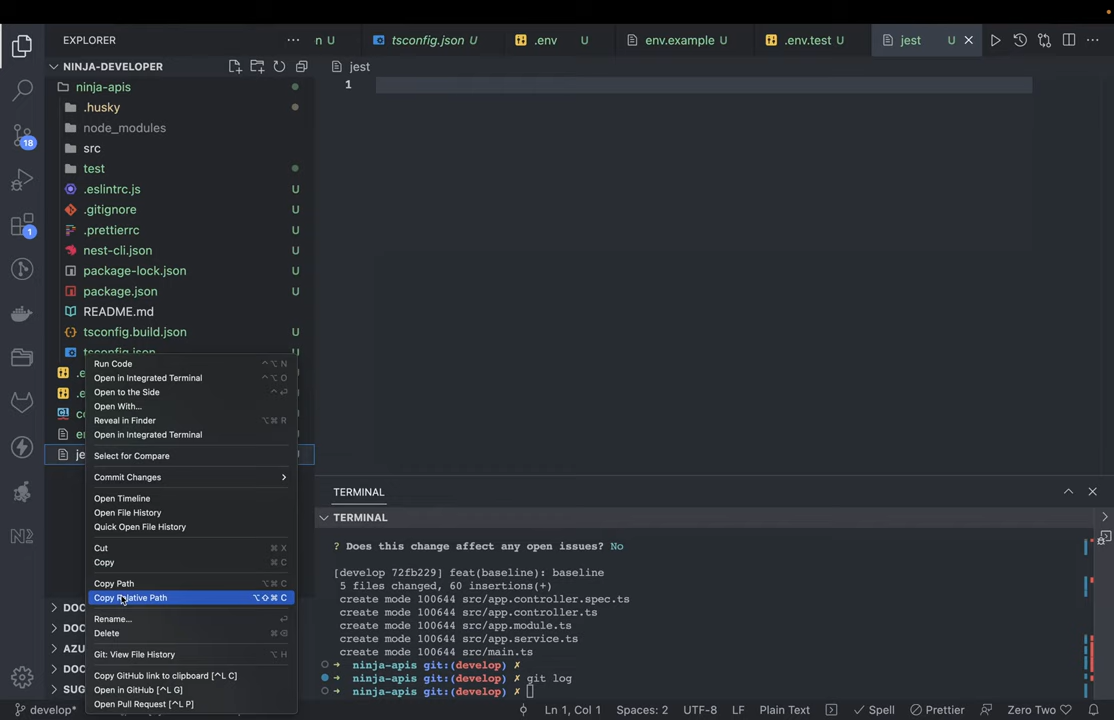 EXPLORER
NINJA-DEVELOPER
ninja-apis
.husky
node_modules
src
test
.eslintrc.js U
.gitignore U
.prettierrc U
nest-cli.json U
package-lock.json U
package.json U
README.md U
tsconfig.build.json U
tsconfig.json U
Run Code ^⌥ N
Open in Integrated Terminal ^⌥ O
Open to the Side ^⏎
Open With...
Reveal in Finder ⌥⌘ R
Open in Integrated Terminal
Select for Compare
Commit Changes
Open Timeline
Open File History
Quick Open File History
Cut ⌘ X
Copy ⌘ C
Copy Path ⌥⌘ C
Copy Relative Path ⌥⇧⌘ C
Rename... ⏎
Delete ⌘⌫
Git: View File History ⌥ H
Copy GitHub link to clipboard [^L C]
Open in GitHub [^L G]
Open Pull Request [^L P]
DOC
DOC
AZU
DOC
SUG
18
1
n U
tsconfig.json U
.env U
env.example U
.env.test U
jest U
jest
1
TERMINAL
TERMINAL
? Does this change affect any open issues? No
[develop 72fb229] feat(baseline): baseline
5 files changed, 60 insertions(+)
create mode 100644 src/app.controller.spec.ts
create mode 100644 src/app.controller.ts
create mode 100644 src/app.module.ts
create mode 100644 src/app.service.ts
create mode 100644 src/main.ts
➜ ninja-apis git:(develop) ✗
➜ ninja-apis git:(develop) ✗ git log
➜ ninja-apis git:(develop) ✗
develop* Ln 1, Col 1 Spaces: 2 UTF-8 LF Plain Text Spell Prettier Zero Two